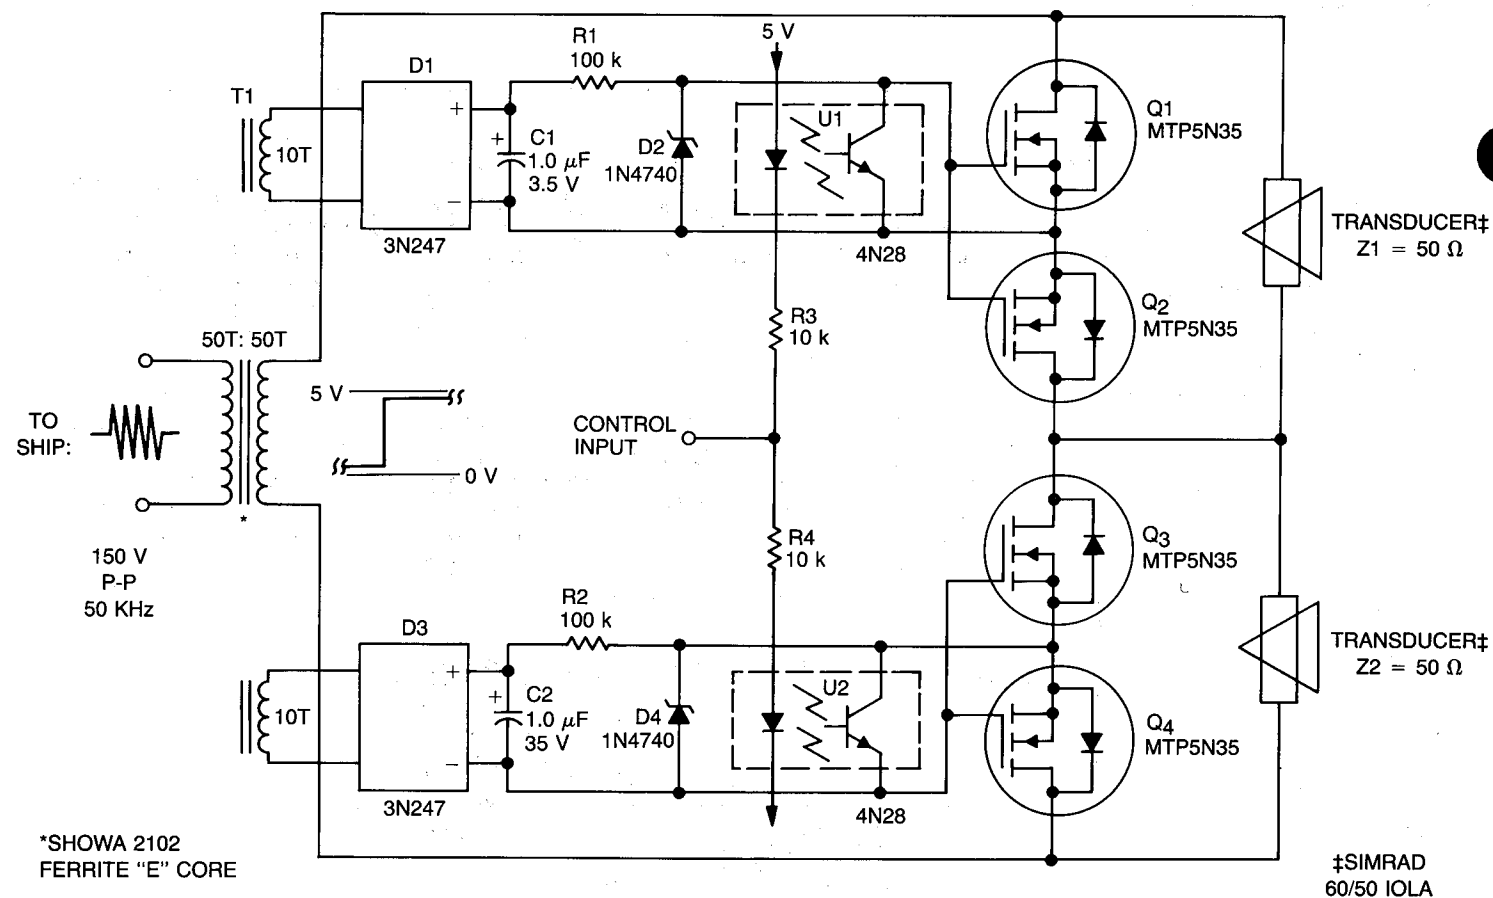 R1
100 k
5 V
D1
T1
10T
+
−
+
C1
1.0 µF
3.5 V
3N247
D2
1N4740
U1
4N28
Q1
MTP5N35
TRANSDUCER‡
Z1 = 50 Ω
Q2
MTP5N35
R3
10 k
50T: 50T
5 V
0 V
TO
SHIP:
*
150 V
P-P
50 KHz
CONTROL
INPUT
R4
10 k
Q3
MTP5N35
R2
100 k
D3
10T
+
−
+
C2
1.0 µF
35 V
3N247
D4
1N4740
U2
4N28
Q4
MTP5N35
TRANSDUCER‡
Z2 = 50 Ω
*SHOWA 2102
FERRITE "E" CORE
‡SIMRAD
60/50 IOLA